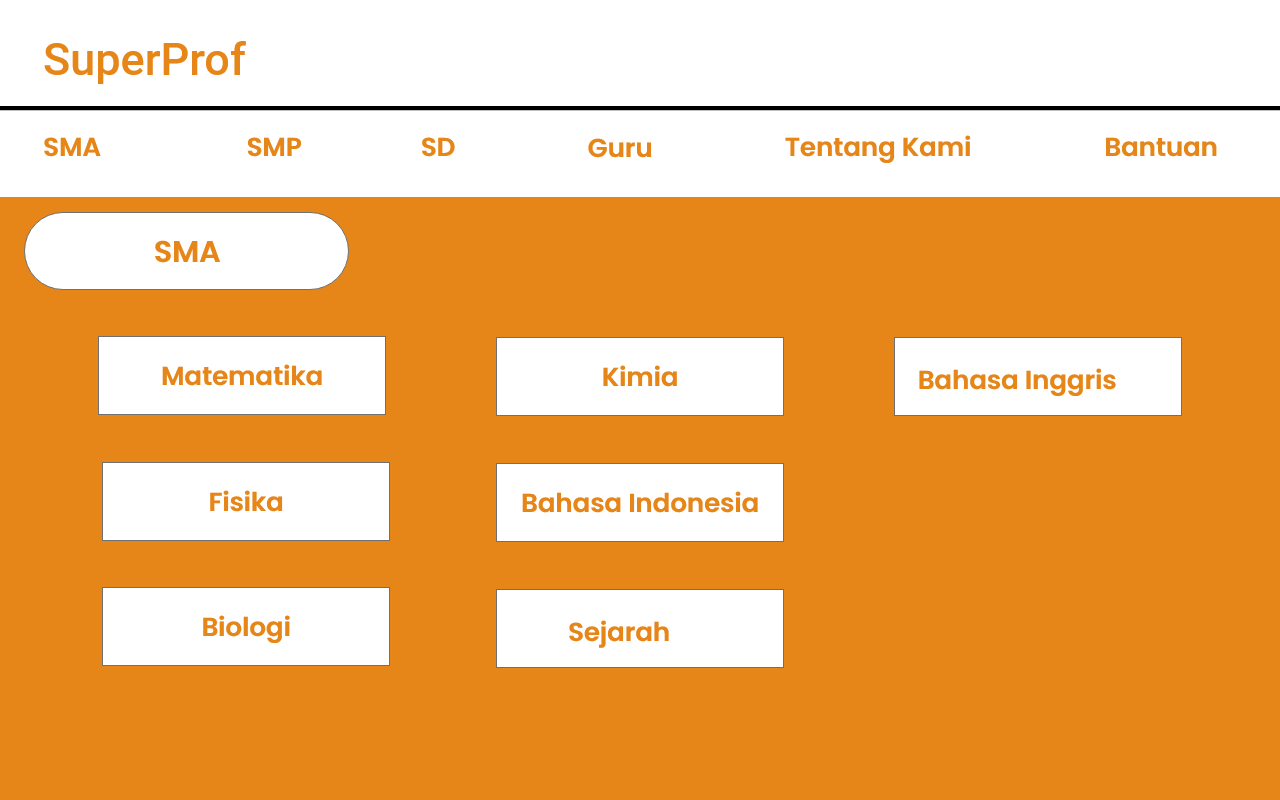 SuperProf
SMA
SMP
SD
Guru
Tentang Kami
Bantuan
SMA
Matematika
Kimia
Bahasa Inggris
Fisika
Bahasa Indonesia
Biologi
Sejarah